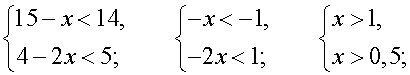 {15 − x < 14, {−x < −1, {x > 1,
4 − 2x < 5; −2x < 1; x > 0,5;